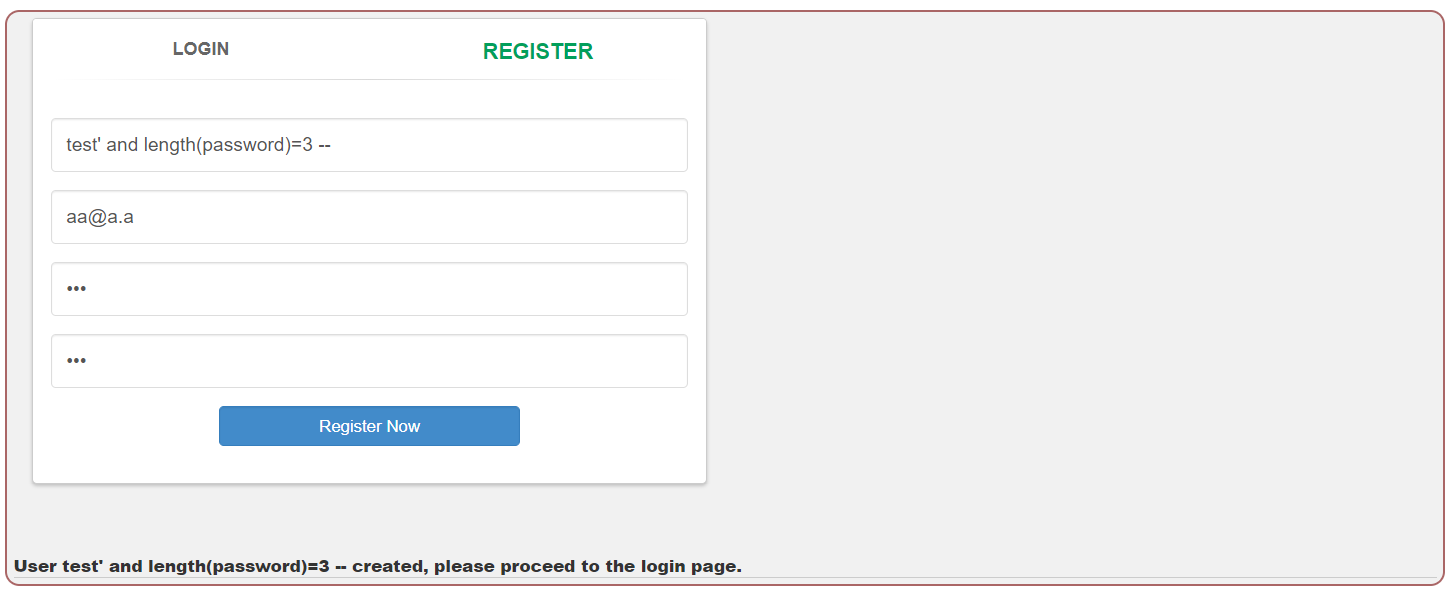 LOGIN REGISTER
test' and length(password)=3 --
aa@a.a
•••
•••
Register Now
User test' and length(password)=3 -- created, please proceed to the login page.